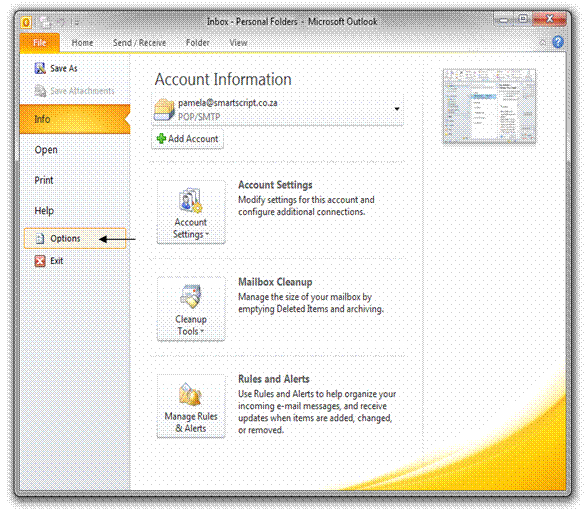 Inbox - Personal Folders - Microsoft Outlook
File Home Send / Receive Folder View
Save As
Save Attachments
Info
Open
Print
Help
Options
Exit
Account Information
pamela@smartscript.co.za
POP/SMTP
Add Account
Account
Settings
Account Settings
Modify settings for this account and
configure additional connections.
Cleanup
Tools
Mailbox Cleanup
Manage the size of your mailbox by
emptying Deleted Items and archiving.
Manage Rules
& Alerts
Rules and Alerts
Use Rules and Alerts to help organize your
incoming e-mail messages, and receive
updates when items are added, changed,
or removed.